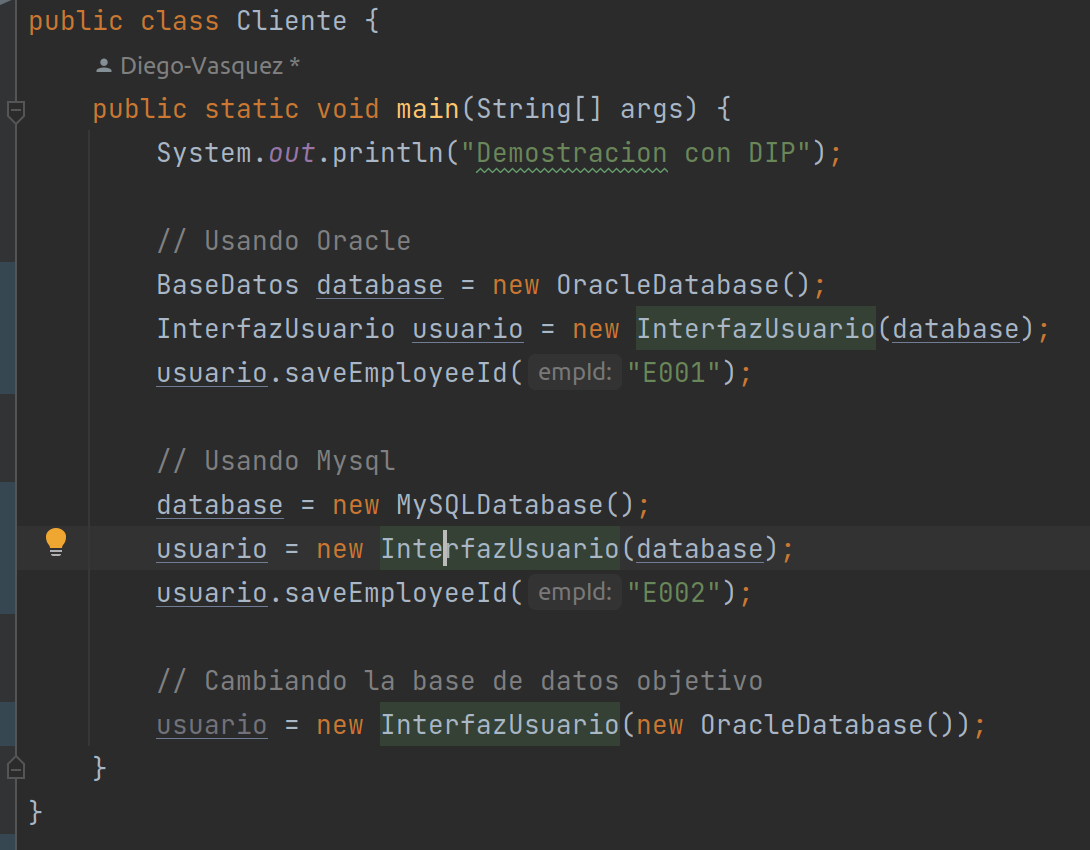 public class Cliente {
Diego-Vasquez *
public static void main(String[] args) {
System.out.println("Demostracion con DIP");
// Usando Oracle
BaseDatos database = new OracleDatabase();
InterfazUsuario usuario = new InterfazUsuario(database);
usuario.saveEmployeeId( empId: "E001");
// Usando Mysql
database = new MySQLDatabase();
usuario = new InterfazUsuario(database);
usuario.saveEmployeeId( empId: "E002");
// Cambiando la base de datos objetivo
usuario = new InterfazUsuario(new OracleDatabase());
}
}